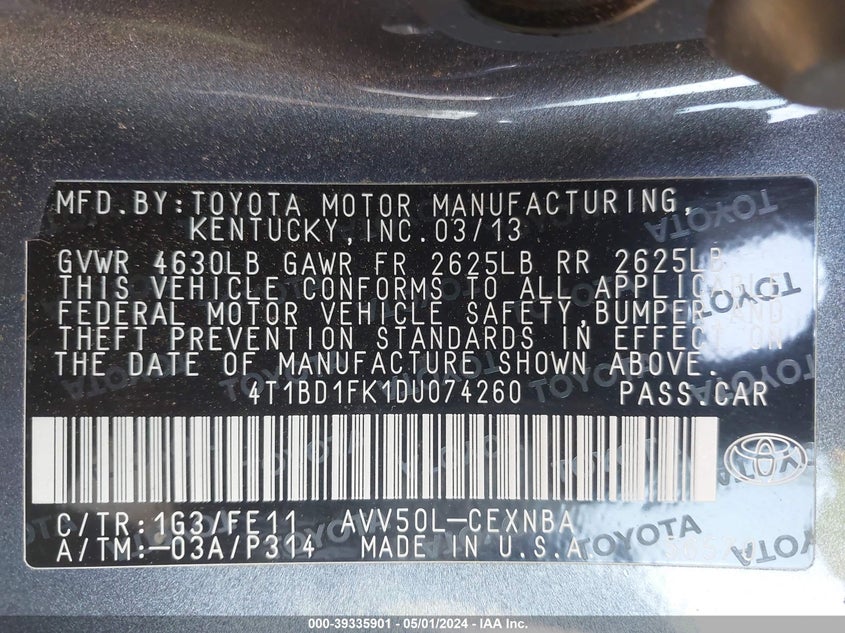 MFD.BY:TOYOTA MOTOR MANUFACTURING,
KENTUCKY,INC.03/13
GVWR 4630LB GAWR FR 2625LB RR 2625LB
THIS VEHICLE CONFORMS TO ALL APPLICABLE
FEDERAL MOTOR VEHICLE SAFETY,BUMPER AND
THEFT PREVENTION STANDARDS IN EFFECT ON
THE DATE OF MANUFACTURE SHOWN ABOVE.
4T1BD1FK1DU074260 PASS.CAR
C/TR:1G3/FE11 AVV50L-CEXNBA
A/TM:-03A/P314 MADE IN U.S.A.
TOYOTA
TOYOTA
TOYOTA
000-39335901 - 05/01/2024 - IAA, Inc.